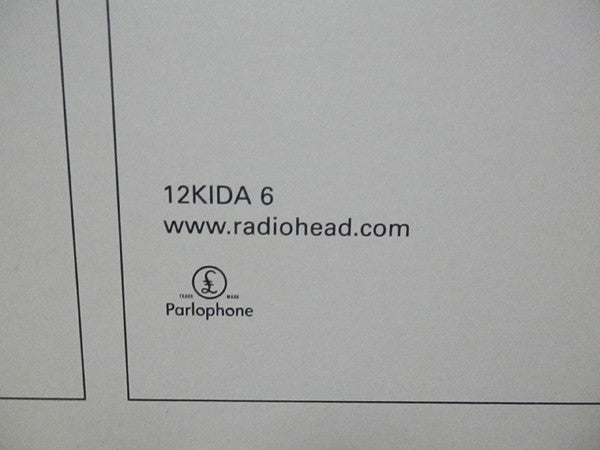 12KIDA 6
www.radiohead.com
£
TRADE MARK
Parlophone